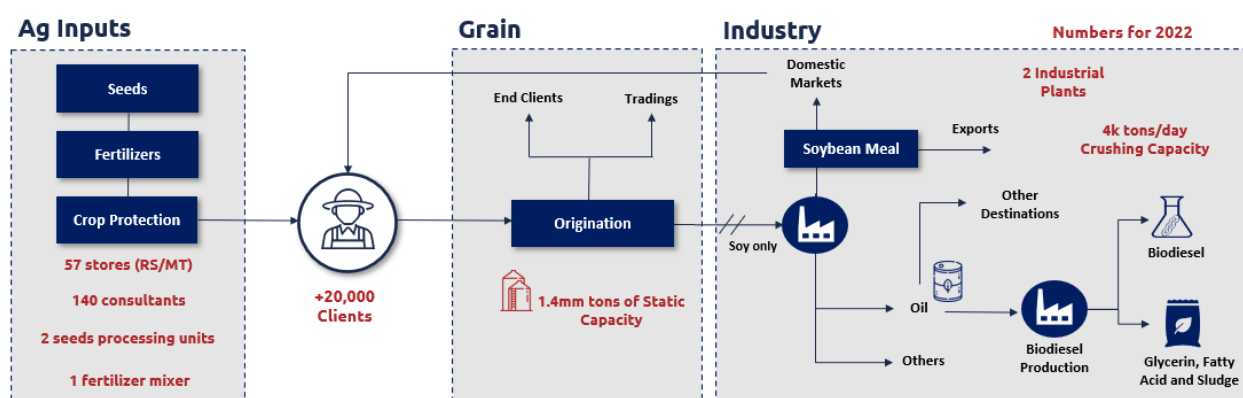 Ag Inputs
Seeds
Fertilizers
Crop Protection
57 stores (RS/MT)
140 consultants
2 seeds processing units
1 fertilizer mixer
+20,000
Clients
Grain
End Clients
Tradings
Origination
1.4mm tons of Static
Capacity
Industry
Numbers for 2022
Domestic
Markets
2 Industrial
Plants
Soybean Meal
Exports
4k tons/day
Crushing Capacity
Soy only
Other
Destinations
Biodiesel
Oil
Biodiesel
Production
Others
Glycerin, Fatty
Acid and Sludge